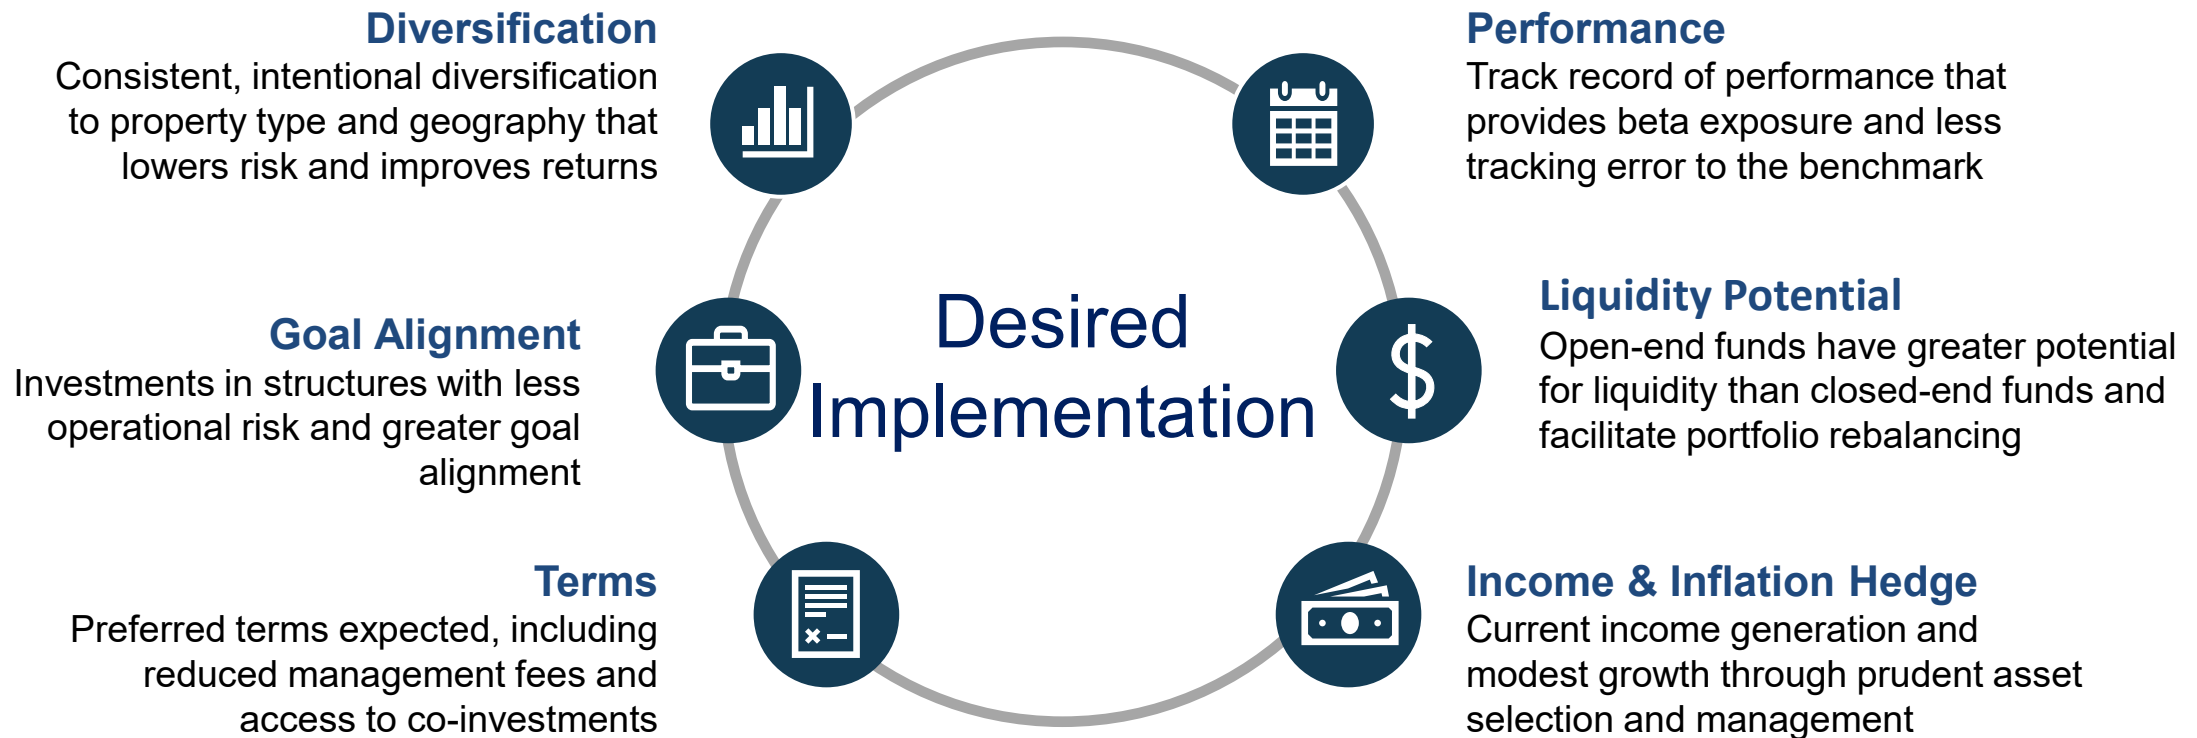 Diversification
Consistent, intentional diversification
to property type and geography that
lowers risk and improves returns
Goal Alignment
Investments in structures with less
operational risk and greater goal
alignment
Terms
Preferred terms expected, including
reduced management fees and
access to co-investments
Desired
Implementation
Performance
Track record of performance that
provides beta exposure and less
tracking error to the benchmark
Liquidity Potential
Open-end funds have greater potential
for liquidity than closed-end funds and
facilitate portfolio rebalancing
Income & Inflation Hedge
Current income generation and
modest growth through prudent asset
selection and management